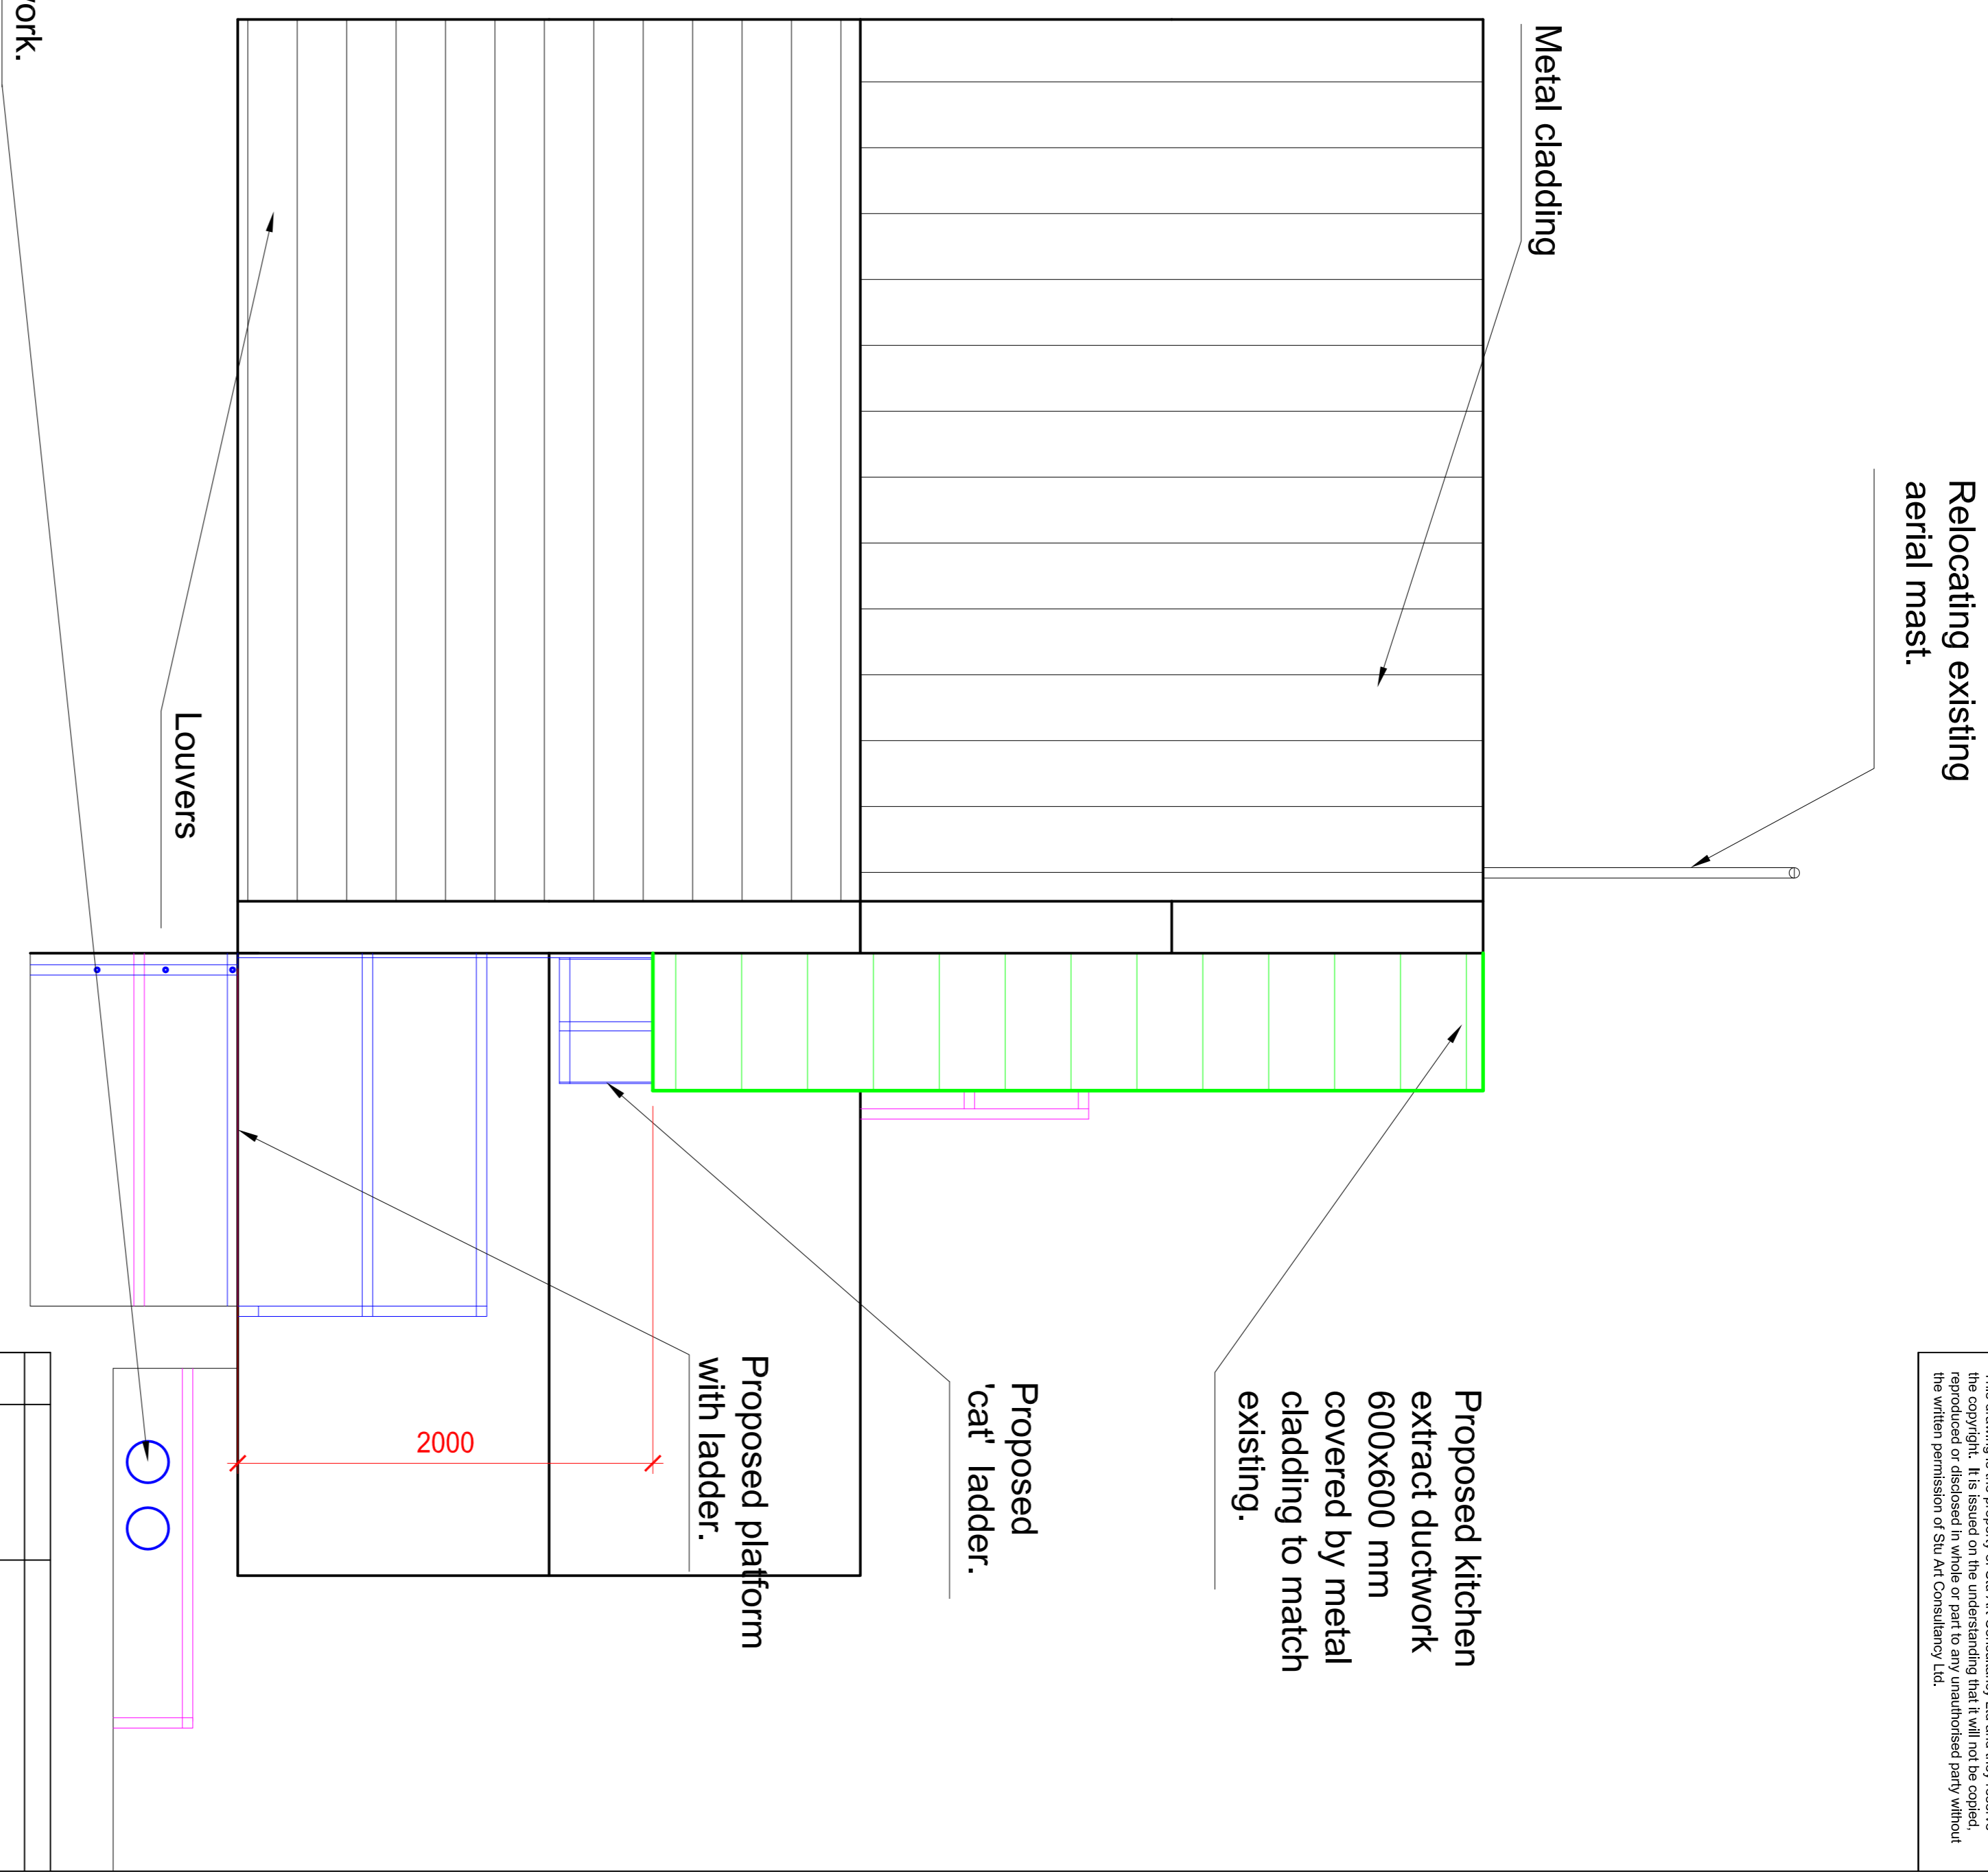 the copyright. It is issued on the understanding that it will not be copied,
reproduced or disclosed in whole or part to any unauthorised party without
the written permission of Stu Art Consultancy Ltd.
Relocating existing
aerial mast.
Metal cladding
Proposed kitchen
extract ductwork
600x600 mm
covered by metal
cladding to match
existing.
Proposed
'cat' ladder.
Proposed platform
with ladder.
2000
Louvers
ork.